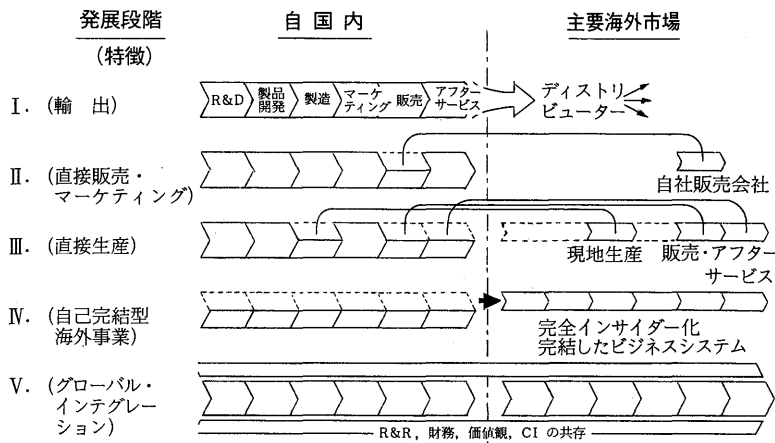 発展段階
(特徴)
自国内
主要海外市場
I. (輸 出)
R&D
製品
開発
製造
マーケ
ティング
販売
アフター
サービス
ディストリ
ビューター
II. (直接販売・
マーケティング)
自社販売会社
III. (直接生産)
現地生産
販売・アフター
サービス
IV. (自己完結型
海外事業)
完全インサイダー化
完結したビジネスシステム
V. (グローバル・
インテグレー
ション)
R&R, 財務, 価値観, CI の共存